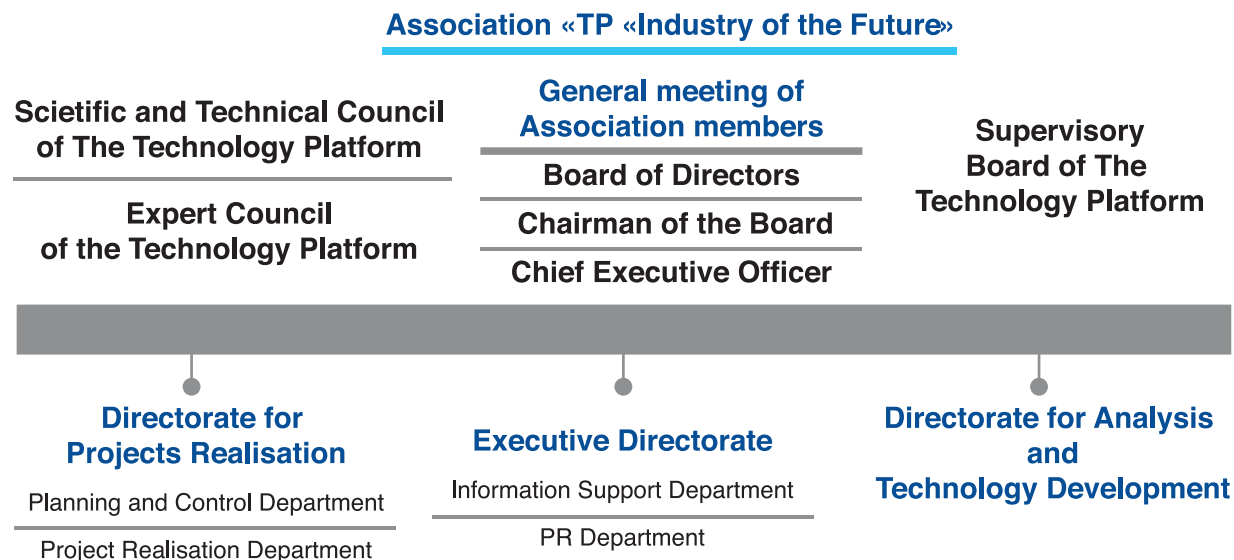 Association «TP «Industry of the Future»
Scietific and Technical Council
of The Technology Platform
Expert Council
of the Technology Platform
General meeting of
Association members
Board of Directors
Chairman of the Board
Chief Executive Officer
Supervisory
Board of The
Technology Platform
Directorate for
Projects Realisation
Planning and Control Department
Project Realisation Department
Executive Directorate
Information Support Department
PR Department
Directorate for Analysis
and
Technology Development